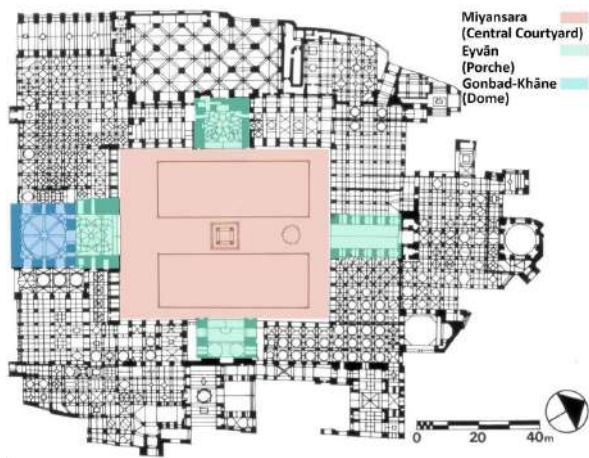 Miyansara
(Central Courtyard)
Eyvān
(Porche)
Gonbad-Khāne
(Dome)
0 20 40m